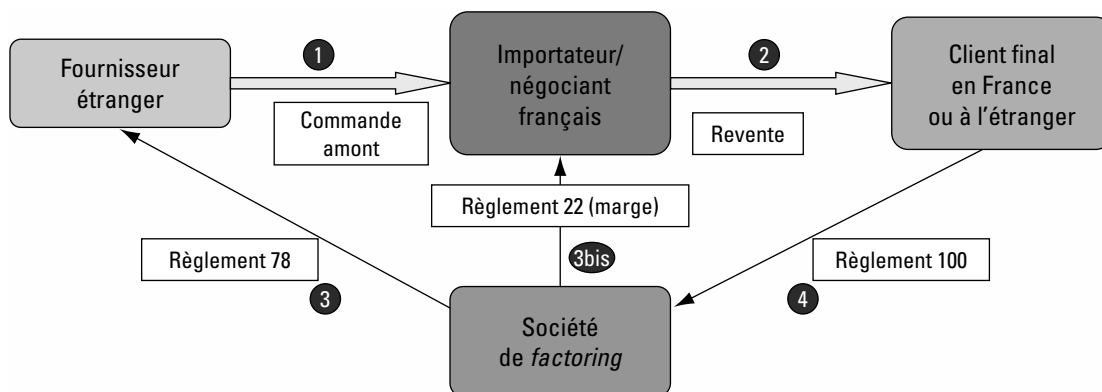 1
2
Fournisseur
étranger
Importateur/
négociant
français
Client final
en France
ou à l'étranger
Commande
amont
Revente
Règlement 22 (marge)
Règlement 78
3bis
Règlement 100
3
4
Société
de factoring